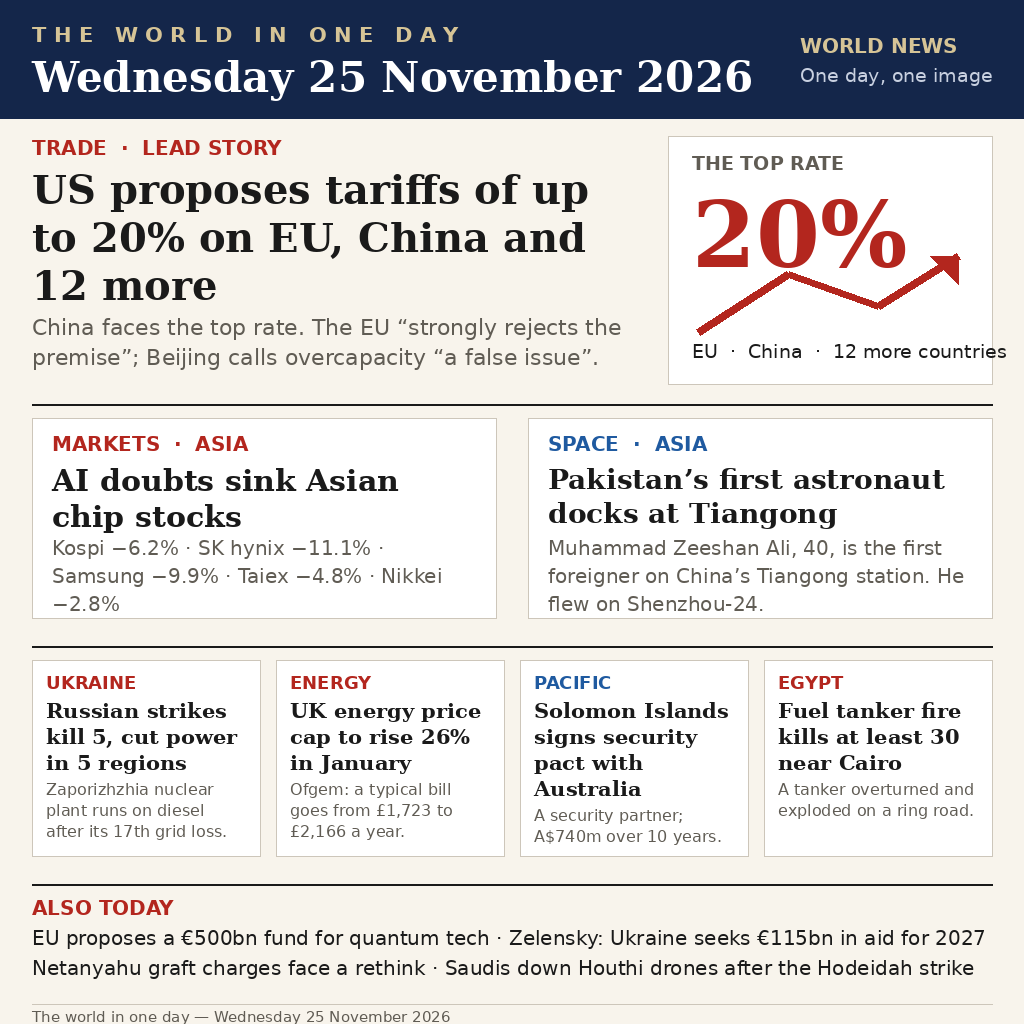 THE WORLD IN ONE DAY
Wednesday 25 November 2026
WORLD NEWS
One day, one image
TRADE · LEAD STORY
US proposes tariffs of up
to 20% on EU, China and
12 more
China faces the top rate. The EU “strongly rejects the
premise”; Beijing calls overcapacity “a false issue”.
THE TOP RATE
20%
EU · China · 12 more countries
MARKETS · ASIA
AI doubts sink Asian
chip stocks
Kospi −6.2% · SK hynix −11.1% ·
Samsung −9.9% · Taiex −4.8% · Nikkei
−2.8%
SPACE · ASIA
Pakistan’s first astronaut
docks at Tiangong
Muhammad Zeeshan Ali, 40, is the first
foreigner on China’s Tiangong station. He
flew on Shenzhou-24.
UKRAINE
Russian strikes
kill 5, cut power
in 5 regions
Zaporizhzhia nuclear
plant runs on diesel
after its 17th grid loss.
ENERGY
UK energy price
cap to rise 26%
in January
Ofgem: a typical bill
goes from £1,723 to
£2,166 a year.
PACIFIC
Solomon Islands
signs security
pact with
Australia
A security partner;
A$740m over 10 years.
EGYPT
Fuel tanker fire
kills at least 30
near Cairo
A tanker overturned and
exploded on a ring road.
ALSO TODAY
EU proposes a €500bn fund for quantum tech · Zelensky: Ukraine seeks €115bn in aid for 2027
Netanyahu graft charges face a rethink · Saudis down Houthi drones after the Hodeidah strike
The world in one day — Wednesday 25 November 2026